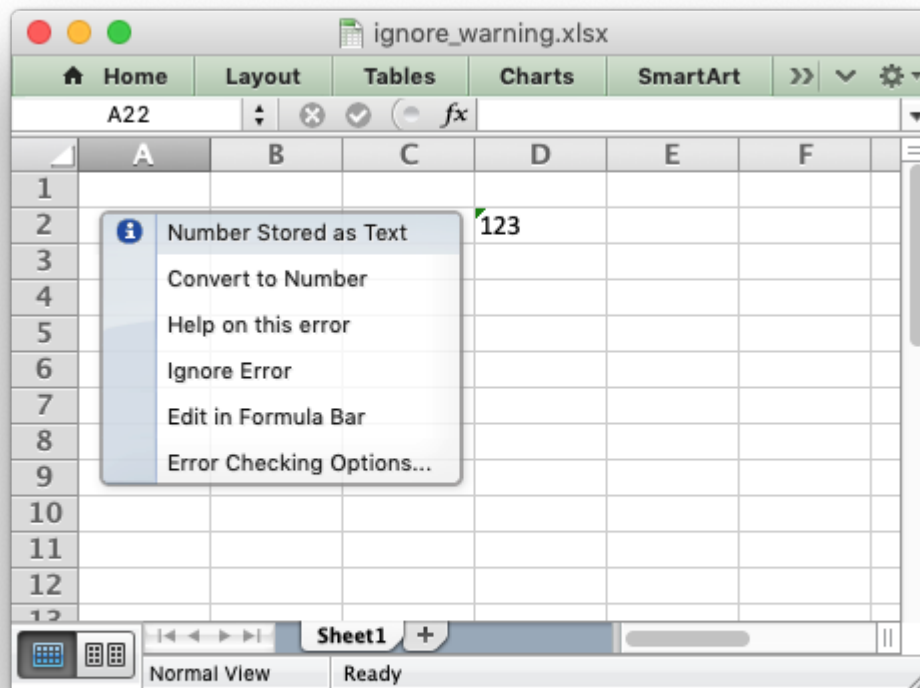 ignore_warning.xlsx
Home Layout Tables Charts SmartArt
A22 fx
A B C D E F
1
2 123
Number Stored as Text
3
Convert to Number
4
Help on this error
5
6
Ignore Error
7
Edit in Formula Bar
8
Error Checking Options...
9
10
11
12
13
Sheet1 +
Normal View Ready